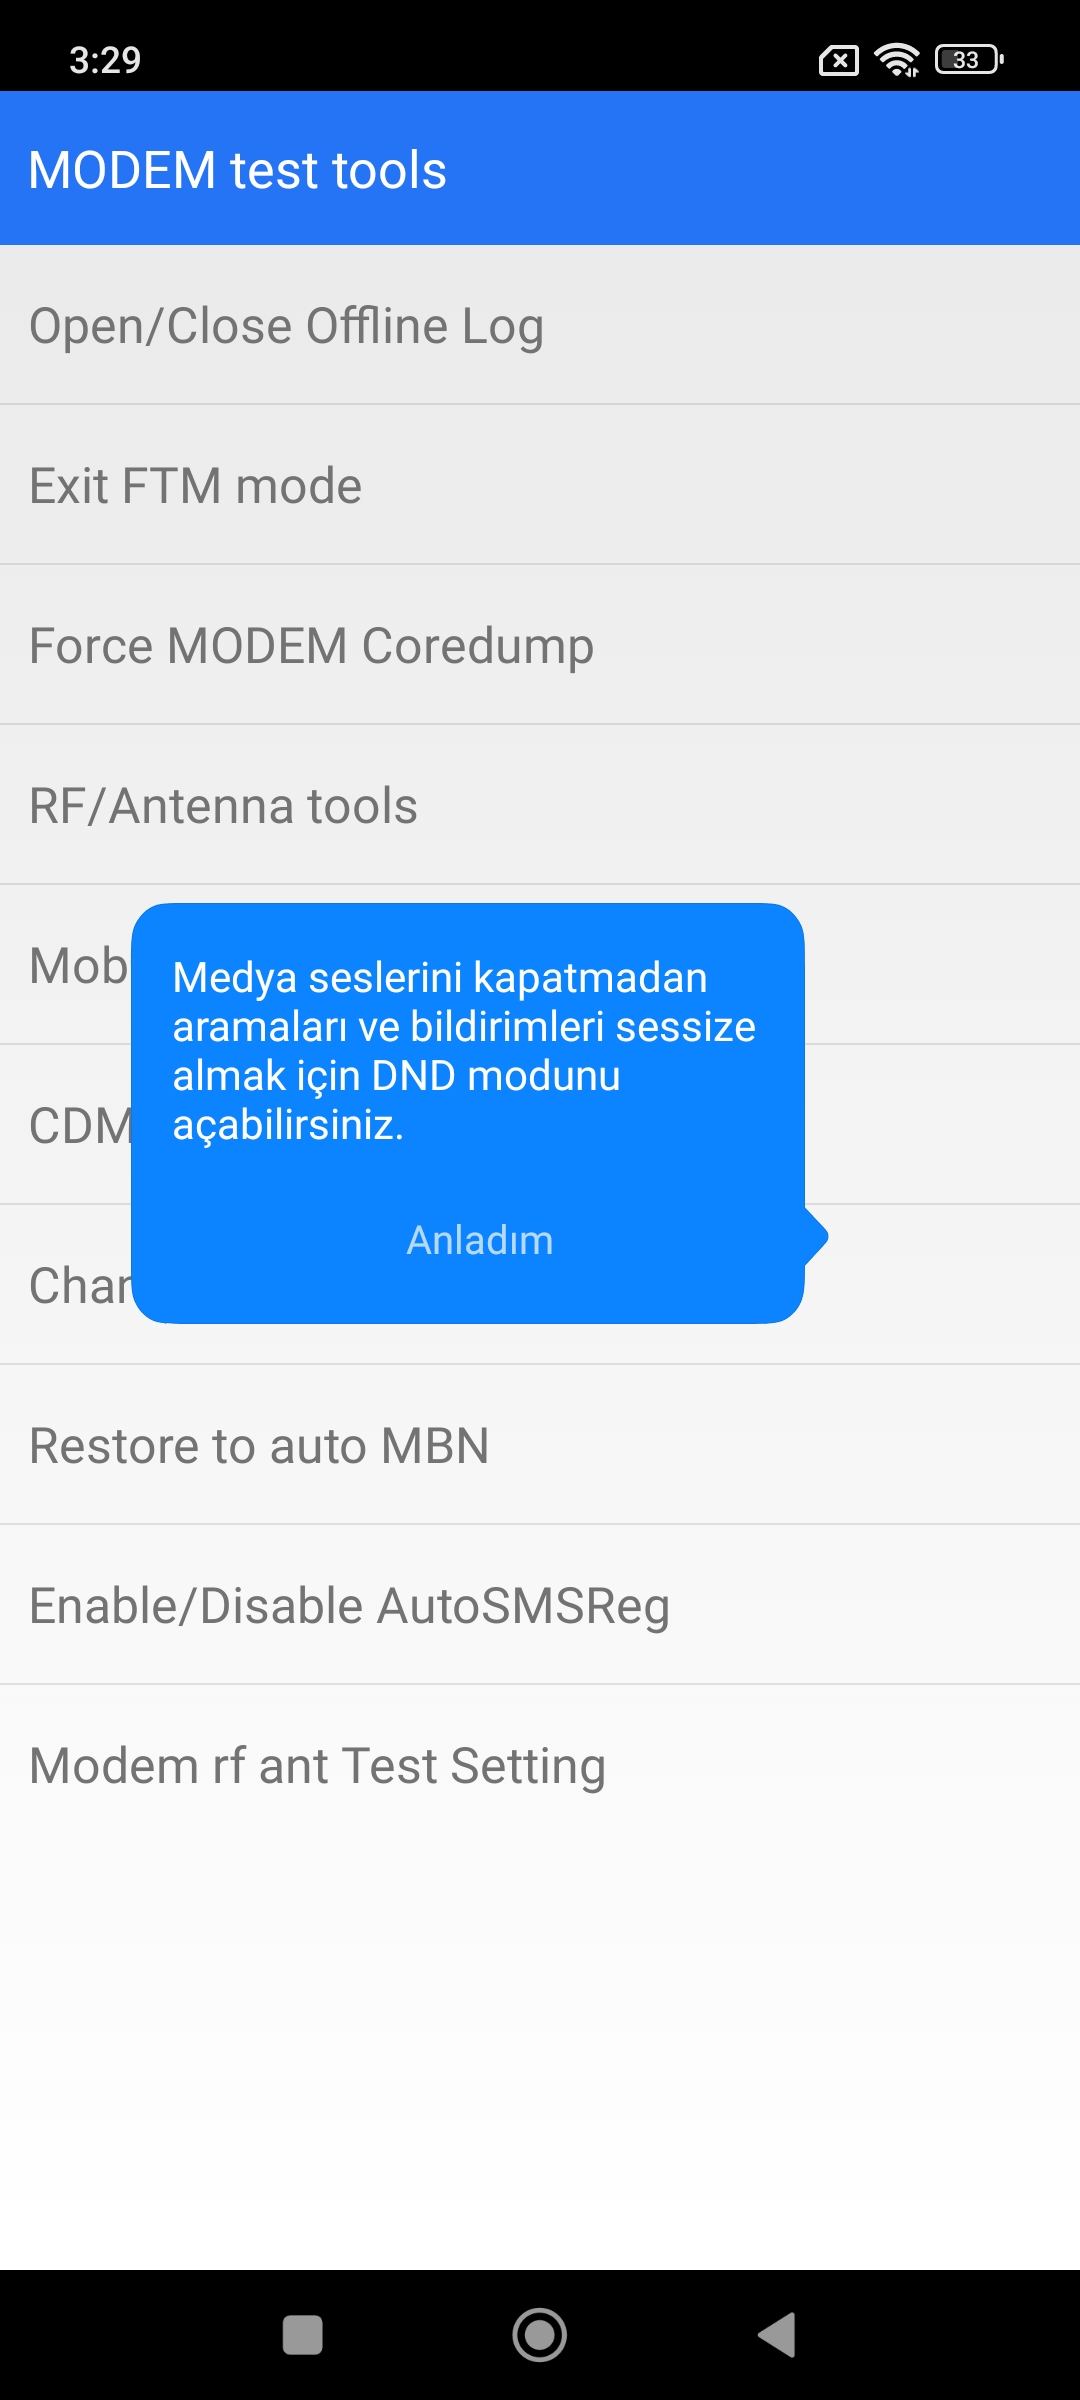 3:29
33
MODEM test tools
Open/Close Offline Log
Exit FTM mode
Force MODEM Coredump
RF/Antenna tools
Mob
Medya seslerini kapatmadan
aramaları ve bildirimleri sessize
almak için DND modunu
açabilirsiniz.
CDM
Anladım
Char
Restore to auto MBN
Enable/Disable AutoSMSReg
Modem rf ant Test Setting